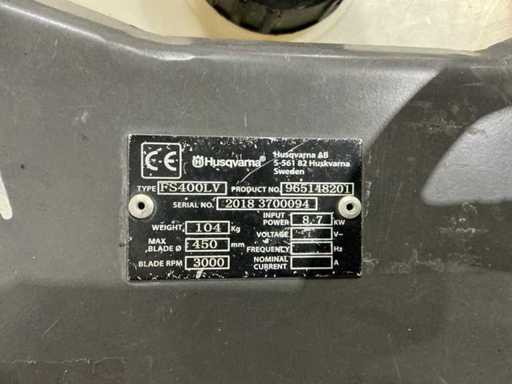 CE Husqvarna
Husqvarna AB
S-561 82 Huskvarna
Sweden
TYPE FS400LV PRODUCT NO. 965148201
SERIAL NO. 2018 3700094
WEIGHT 104 Kg
INPUT POWER 8.7 KW
MAX BLADE Ø 450 mm
VOLTAGE V~
FREQUENCY Hz
BLADE RPM 3000
NOMINAL CURRENT A